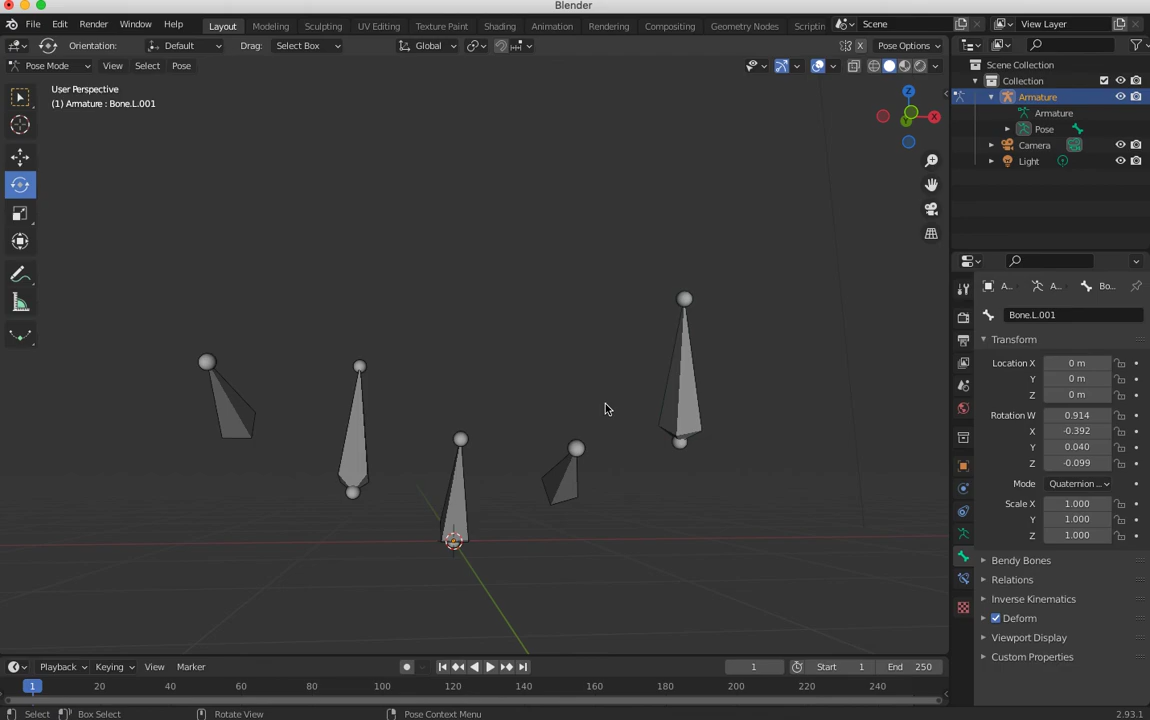 Blender
File Edit Render Window Help Layout Modeling Sculpting UV Editing Texture Paint Shading Animation Rendering Compositing Geometry Nodes Scriptin Scene View Layer
Orientation: Default Drag: Select Box Global X Pose Options
Pose Mode View Select Pose
User Perspective
(1) Armature : Bone.L.001
Z
X
Y
Scene Collection
Collection
Armature
Armature
Pose
Camera
Light
A... A... Bo...
Bone.L.001
Transform
Location X 0 m
Y 0 m
Z 0 m
Rotation W 0.914
X -0.392
Y 0.040
Z -0.099
Mode Quaternion ...
Scale X 1.000
Y 1.000
Z 1.000
Bendy Bones
Relations
Inverse Kinematics
Deform
Viewport Display
Custom Properties
Playback Keying View Marker 1 Start 1 End 250
1 20 40 60 80 100 120 140 160 180 200 220 240
Select Box Select Rotate View Pose Context Menu 2.93.1